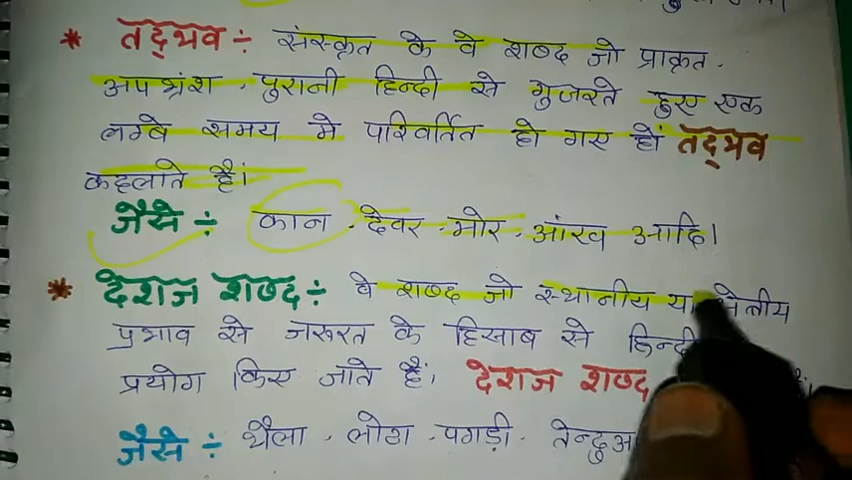 * तद्भव ÷ संस्कृत के वे शब्द जो प्राकृत,
अपभ्रंश, पुरानी हिन्दी से गुजरते हुए एक
लम्बे समय मे परिवर्तित हो गए हों तद्भव
कहलाते हैं।
जैसे ÷ कान, देवर, मोर, आंख आदि।
* देशज शब्द ÷ वे शब्द जो स्थानीय या
प्रभाव से जरूरत के हिसाब से हिन्दी
प्रयोग किए जाते हैं। देशज शब्द
जैसे ÷ थैला, लोटा, पगड़ी,